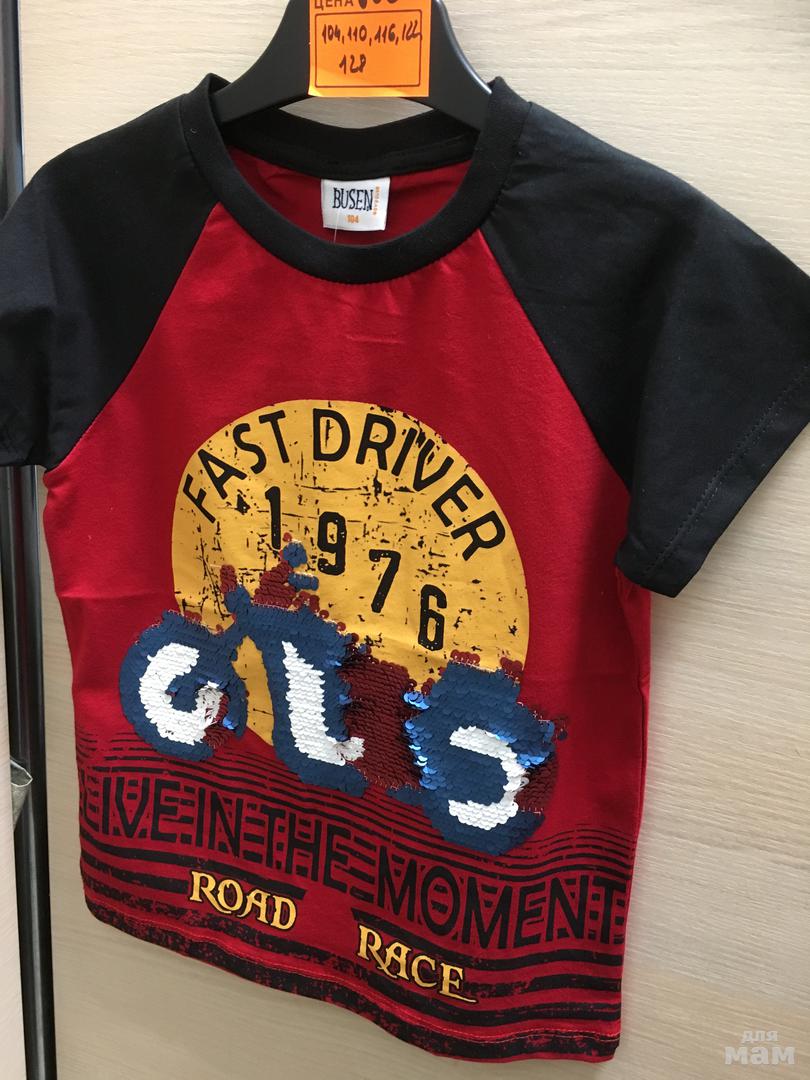 ЦЕНА
104, 110, 116, 122
128
BUSEN
104
FAST DRIVER
1976
LIVE IN THE MOMENT
ROAD
RACE
для
мам